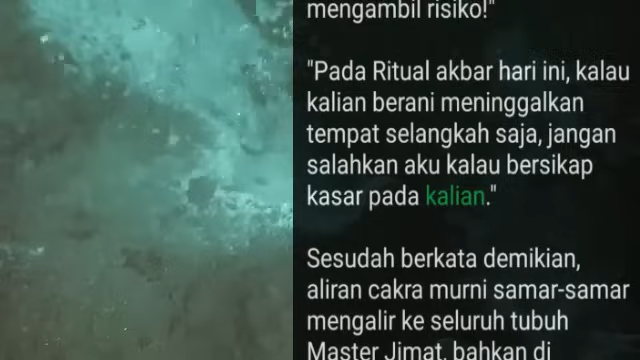 mengambil risiko!"
"Pada Ritual akbar hari ini, kalau
kalian berani meninggalkan
tempat selangkah saja, jangan
salahkan aku kalau bersikap
kasar pada kalian."
Sesudah berkata demikian,
aliran cakra murni samar-samar
mengalir ke seluruh tubuh
Master Jimat, bahkan di